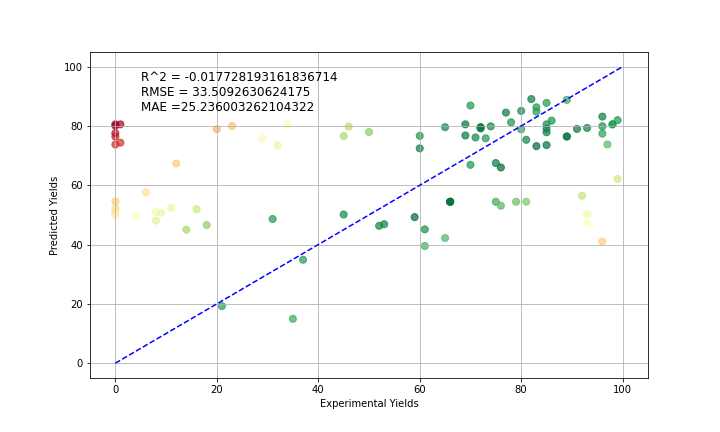 R^2 = -0.017728193161836714
RMSE = 33.5092630624175
MAE =25.236003262104322
100
80
60
40
20
0
Predicted Yields
0 20 40 60 80 100
Experimental Yields